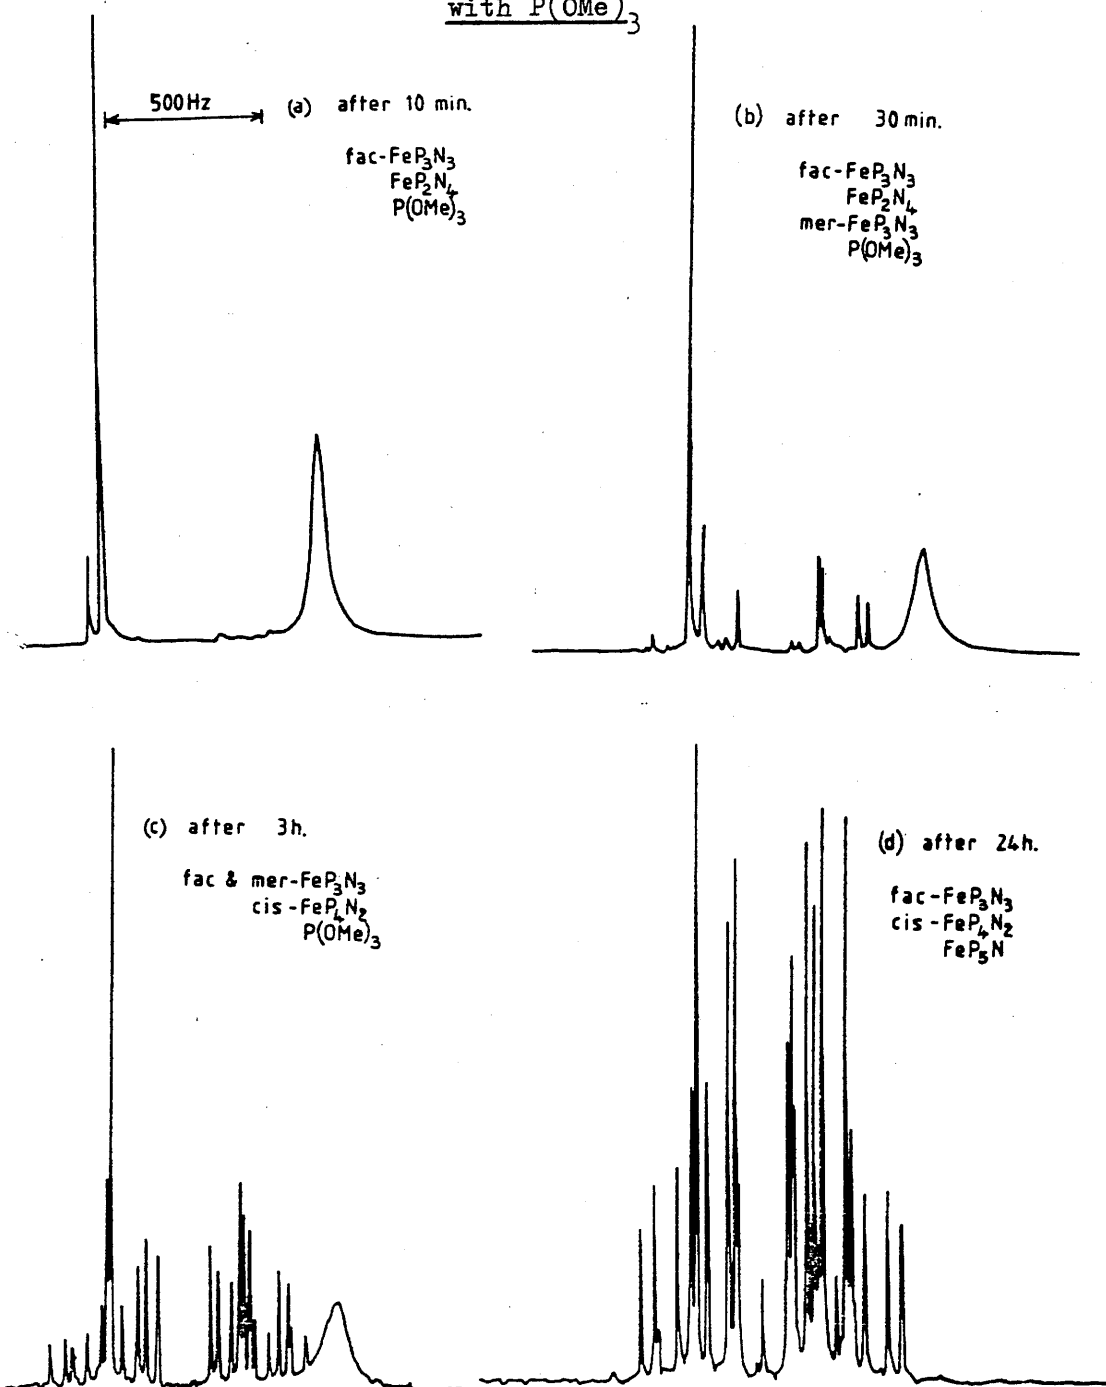 with P(OMe)₃
500Hz
(a) after 10 min.
fac-FeP₃N₃
FeP₂N₄
P(OMe)₃
(b) after 30 min.
fac-FeP₃N₃
FeP₂N₄
mer-FeP₃N₃
P(OMe)₃
(c) after 3h.
fac & mer-FeP₃N₃
cis-FeP₄N₂
P(OMe)₃
(d) after 24h.
fac-FeP₃N₃
cis-FeP₄N₂
FeP₅N